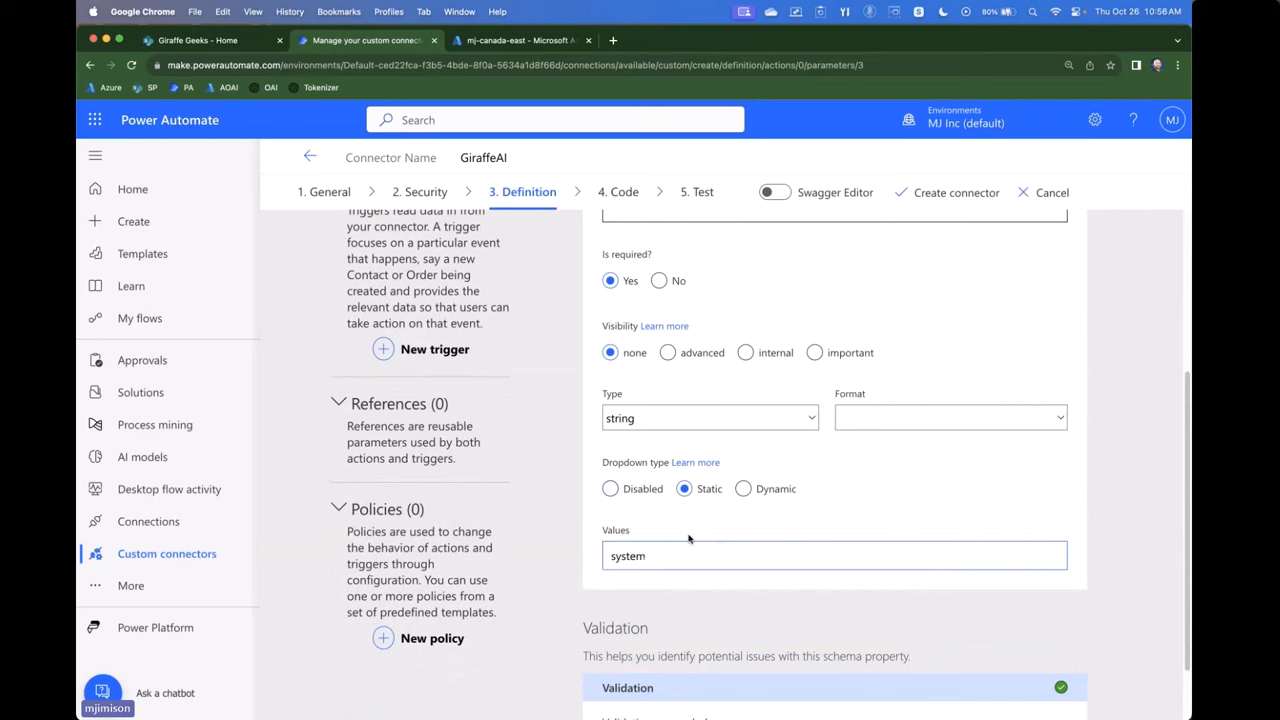 Google Chrome File Edit View History Bookmarks Profiles Tab Window Help 80% Thu Oct 26 10:56 AM
Giraffe Geeks - Home Manage your custom connect mj-canada-east - Microsoft A
make.powerautomate.com/environments/Default-ced22fca-f3b5-4bde-8f0a-5634a1d8f66d/connections/available/custom/create/definition/actions/0/parameters/3
Azure SP PA AOAI OAI Tokenizer
Power Automate
Search
Environments
MJ Inc (default)
MJ
Home
Create
Templates
Learn
My flows
Approvals
Solutions
Process mining
AI models
Desktop flow activity
Connections
Custom connectors
More
Power Platform
Ask a chatbot
mjimison
Connector Name GiraffeAI
1. General 2. Security 3. Definition 4. Code 5. Test Swagger Editor Create connector Cancel
Triggers read data in from
your connector. A trigger
focuses on a particular event
that happens, say a new
Contact or Order being
created and provides the
relevant data so that users can
take action on that event.
New trigger
References (0)
References are reusable
parameters used by both
actions and triggers.
Policies (0)
Policies are used to change
the behavior of actions and
triggers through
configuration. You can use
one or more policies from a
set of predefined templates.
New policy
Is required?
Yes No
Visibility Learn more
none advanced internal important
Type Format
string
Dropdown type Learn more
Disabled Static Dynamic
Values
system
Validation
This helps you identify potential issues with this schema property.
Validation